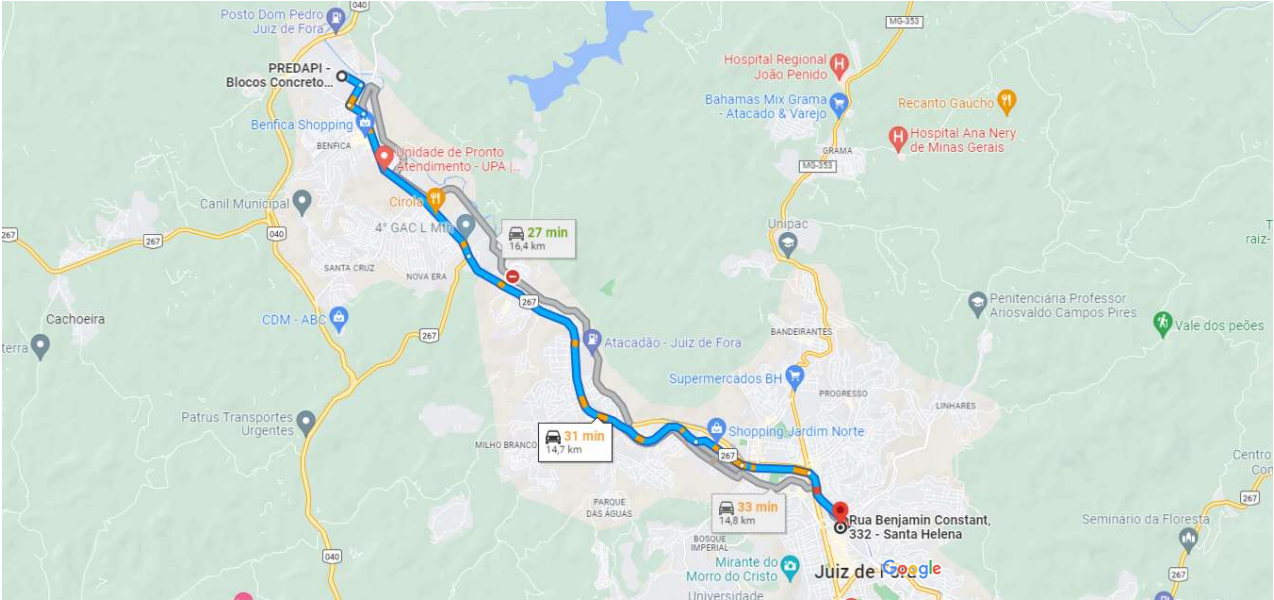 040
Posto Dom Pedro
Juiz de Fora
MG-353
PREDAPI -
Blocos Concreto...
Hospital Regional
João Penido
Bahamas Mix Grama
- Atacado & Varejo
Recanto Gaúcho
Benfica Shopping
BENFICA
Hospital Ana Nery
de Minas Gerais
GRAMA
MG-353
Unidade de Pronto
Atendimento - UPA |...
Canil Municipal
Cirola
4° GAC L Mth
Unipac
267
267
040
27 min
16,4 km
SANTA CRUZ
NOVA ERA
267
Penitenciária Professor
Ariosvaldo Campos Pires
Cachoeira
CDM - ABC
267
BANDEIRANTES
Vale dos peões
terra
Atacadão - Juiz de Fora
Supermercados BH
PROGRESSO
LINHARES
Patrus Transportes
Urgentes
31 min
14,7 km
MILHO BRANCO
Shopping Jardim Norte
267
Centro
267
PARQUE
DAS ÁGUAS
33 min
14,8 km
Rua Benjamin Constant,
332 - Santa Helena
Seminário da Floresta
BOSQUE
IMPERIAL
040
Mirante do
Morro do Cristo
Juiz de Fora
Google
267
Universidade